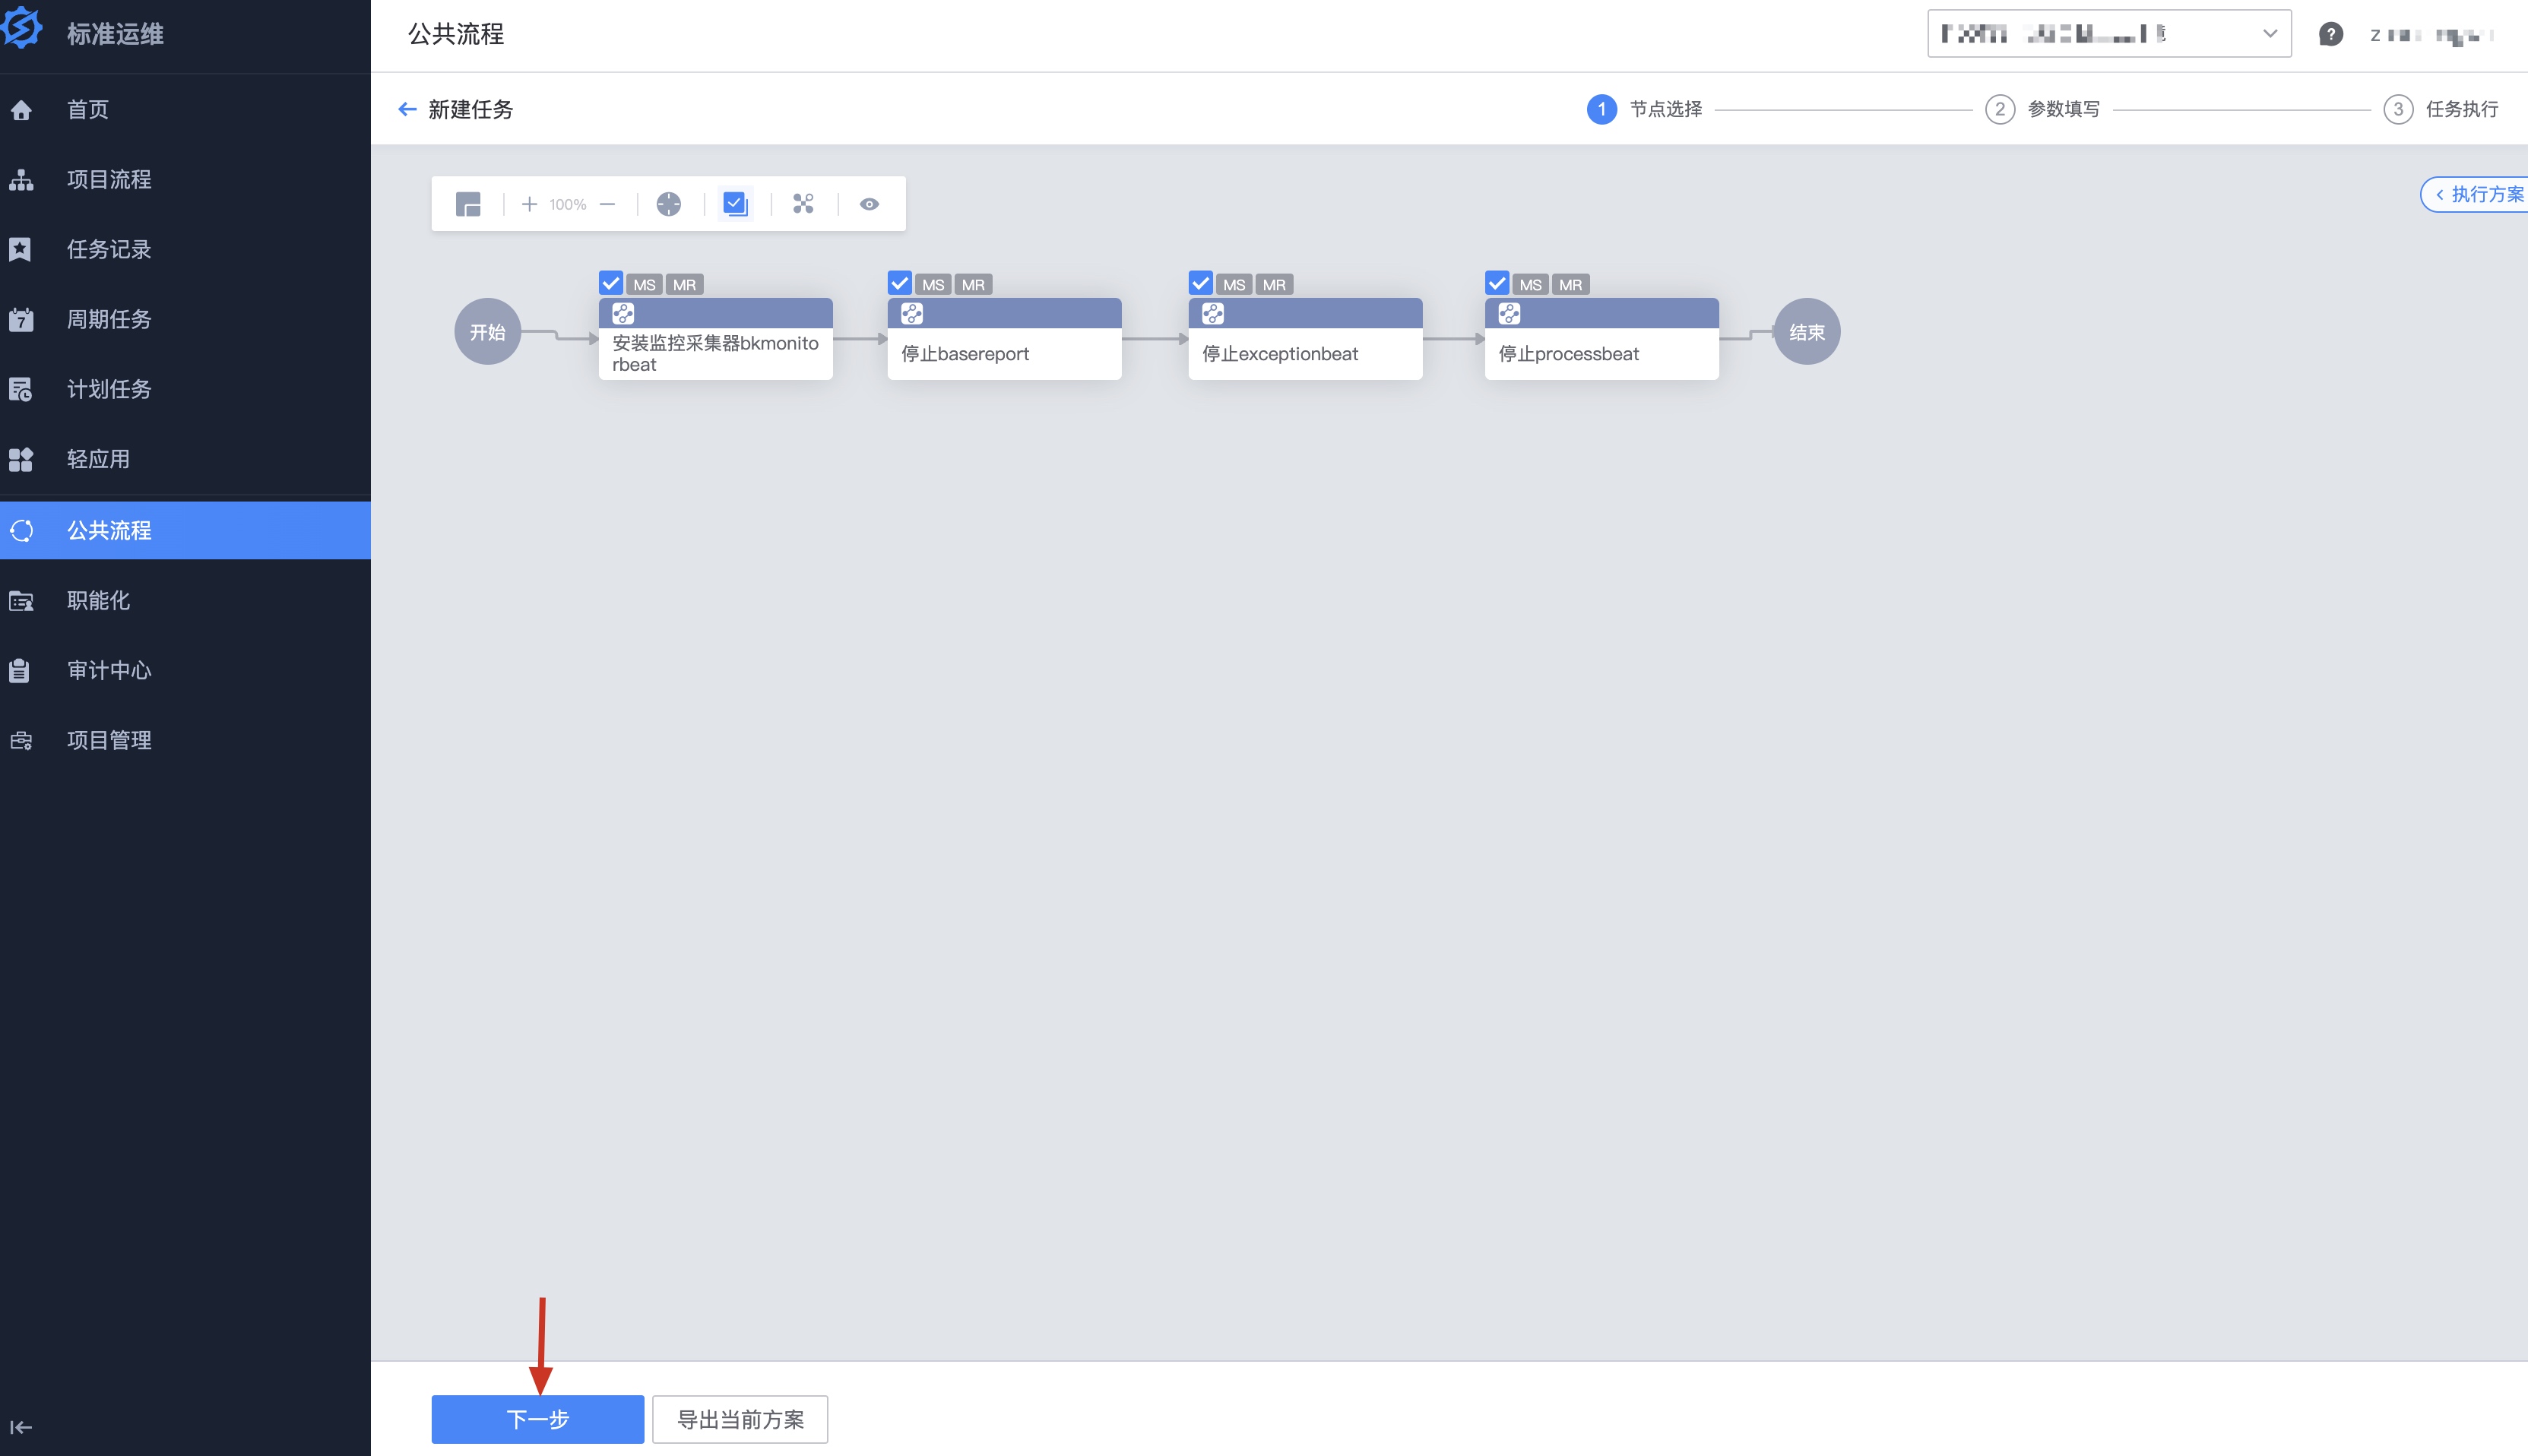 标准运维
公共流程
首页
项目流程
任务记录
7
周期任务
计划任务
轻应用
公共流程
职能化
审计中心
项目管理
?
z
新建任务
1 节点选择
2 参数填写
3 任务执行
100%
执行方案
开始
MS MR
安装监控采集器bkmonito
rbeat
MS MR
停止basereport
MS MR
停止exceptionbeat
MS MR
停止processbeat
结束
下一步
导出当前方案